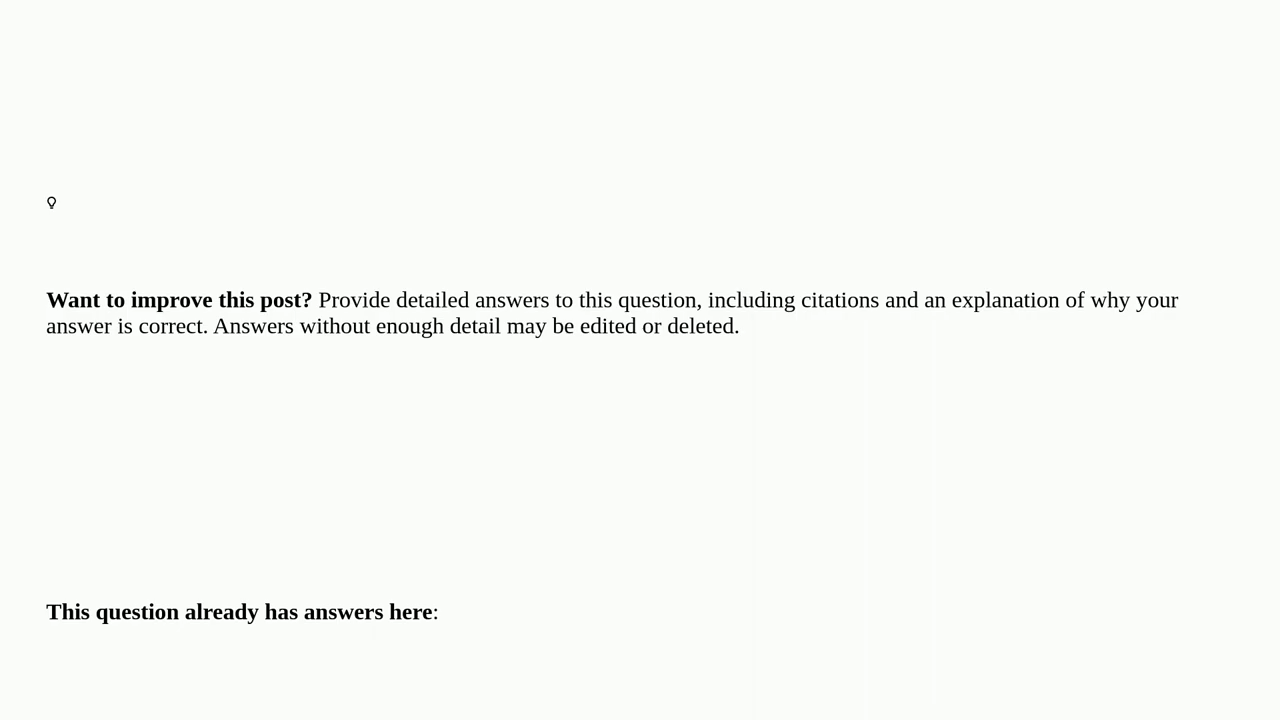 Want to improve this post? Provide detailed answers to this question, including citations and an explanation of why your
answer is correct. Answers without enough detail may be edited or deleted.
This question already has answers here: